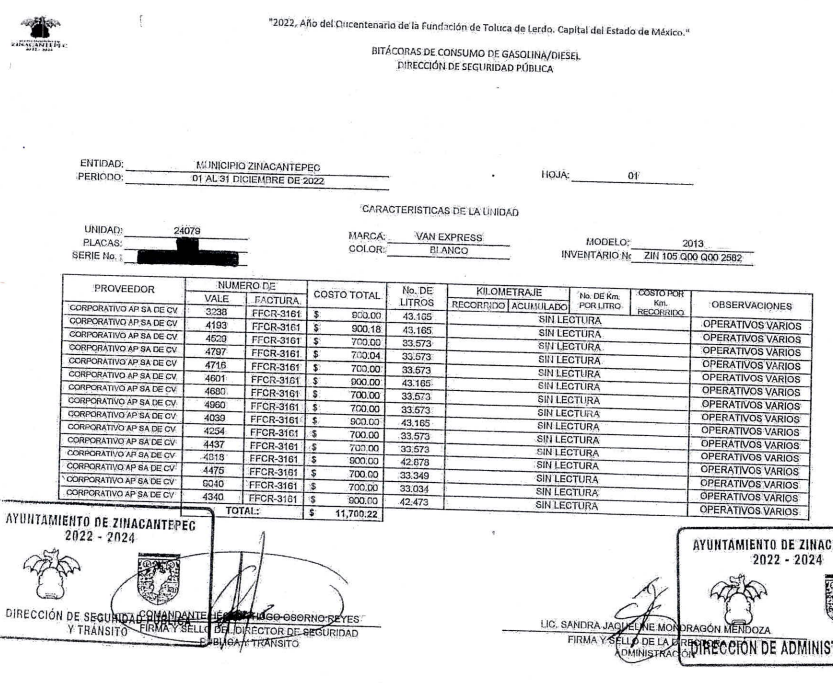 "2022, Año del Bicentenario de la Fundación de Toluca de Lerdo. Capital del Estado de México."
ZINACANTEPEC
BITÁCORAS DE CONSUMO DE GASOLINA/DIESEL
DIRECCIÓN DE SEGURIDAD PÚBLICA
ENTIDAD: MUNICIPIO ZINACANTEPEC
PERIODO: 01 AL 31 DICIEMBRE DE 2022
HOJA: 01
CARACTERISTICAS DE LA UNIDAD
UNIDAD: 24079
PLACAS:
SERIE No. :
MARCA: VAN EXPRESS
COLOR: BLANCO
MODELO: 2013
INVENTARIO Nº ZIN 105 Q00 Q00 2582
PROVEEDOR NUMERO DE VALE FACTURA COSTO TOTAL No. DE LITROS KILOMETRAJE RECORRIDO ACUMULADO No. DE Km. POR LITRO COSTO POR Km. RECORRIDO OBSERVACIONES
CORPORATIVO AP SA DE CV 3238 FFCR-3161 $ 900.00 43.165 SIN LECTURA OPERATIVOS VARIOS
CORPORATIVO AP SA DE CV 4193 FFCR-3161 $ 900.18 43.165 SIN LECTURA OPERATIVOS VARIOS
CORPORATIVO AP SA DE CV 4529 FFCR-3161 $ 700.00 33.573 SIN LECTURA OPERATIVOS VARIOS
CORPORATIVO AP SA DE CV 4797 FFCR-3161 $ 700.04 33.573 SIN LECTURA OPERATIVOS VARIOS
CORPORATIVO AP SA DE CV 4716 FFCR-3161 $ 700.00 33.573 SIN LECTURA OPERATIVOS VARIOS
CORPORATIVO AP SA DE CV 4601 FFCR-3161 $ 900.00 43.165 SIN LECTURA OPERATIVOS VARIOS
CORPORATIVO AP SA DE CV 4680 FFCR-3161 $ 700.00 33.573 SIN LECTURA OPERATIVOS VARIOS
CORPORATIVO AP SA DE CV 4960 FFCR-3161 $ 700.00 33.573 SIN LECTURA OPERATIVOS VARIOS
CORPORATIVO AP SA DE CV 4039 FFCR-3161 $ 900.00 43.165 SIN LECTURA OPERATIVOS VARIOS
CORPORATIVO AP SA DE CV 4254 FFCR-3161 $ 700.00 33.573 SIN LECTURA OPERATIVOS VARIOS
CORPORATIVO AP SA DE CV 4437 FFCR-3161 $ 700.00 33.573 SIN LECTURA OPERATIVOS VARIOS
CORPORATIVO AP SA DE CV 4818 FFCR-3161 $ 900.00 42.878 SIN LECTURA OPERATIVOS VARIOS
CORPORATIVO AP SA DE CV 4475 FFCR-3161 $ 700.00 33.349 SIN LECTURA OPERATIVOS VARIOS
CORPORATIVO AP SA DE CV FFCR-3161 $ 700.00 33.034 SIN LECTURA OPERATIVOS VARIOS
CORPORATIVO AP SA DE CV 4340 FFCR-3161 $ 900.00 42.473 SIN LECTURA OPERATIVOS VARIOS
TOTAL: $ 11,700.22
AYUNTAMIENTO DE ZINACANTEPEC
2022 - 2024
DIRECCIÓN DE SEGURIDAD PÚBLICA
Y TRÁNSITO
COMANDANTE OSORNO REYES
FIRMA Y SELLO DEL DIRECTOR DE SEGURIDAD
PÚBLICA Y TRÁNSITO
AYUNTAMIENTO DE ZINAC
2022 - 2024
LIC. SANDRA JAQUELINE MONDRAGÓN MENDOZA
FIRMA Y SELLO DE LA
ADMINISTRACIÓN
DIRECCIÓN DE ADMINIS